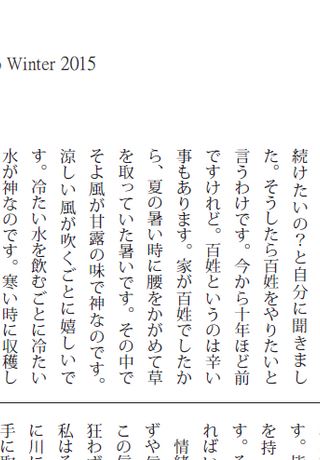 Winter 2015
続けたいの？と自分に聞きまし
た。そうしたら百姓をやりたいと
言うわけです。今から十年ほど前
ですけれど。百姓というのは辛い
事もあります。家が百姓でしたか
ら、夏の暑い時に腰をかがめて草
を取っていた暑いです。その中で
そよ風が甘露の味で神なのです。
涼しい風が吹くごとに嬉しいで
す。冷たい水を飲むごとに冷たい
水が神なのです。寒い時に収穫し
す。
を持
す。そ
ればい
情緒
ずや
この
狂わず
私はそ
に川に
手に取